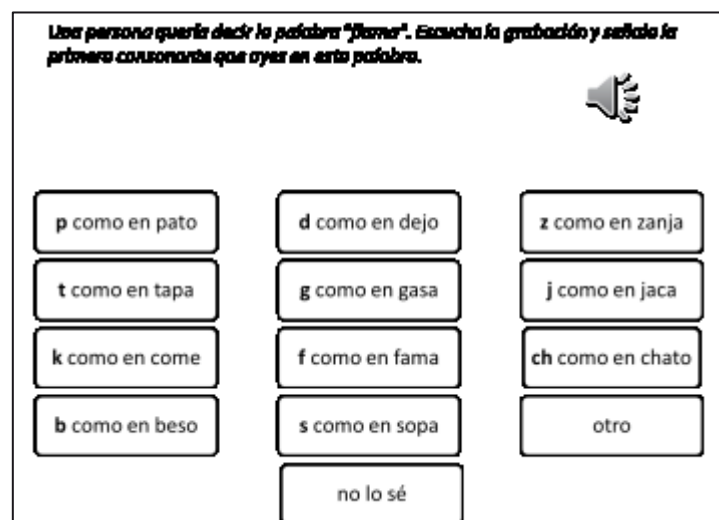 Una persona quería decir la palabra "flama". Escucha la grabación y señala la
primera consonante que oyes en esta palabra.
p como en pato
d como en dejo
z como en zanja
t como en tapa
g como en gasa
j como en jaca
k como en come
f como en fama
ch como en chato
b como en beso
s como en sopa
otro
no lo sé